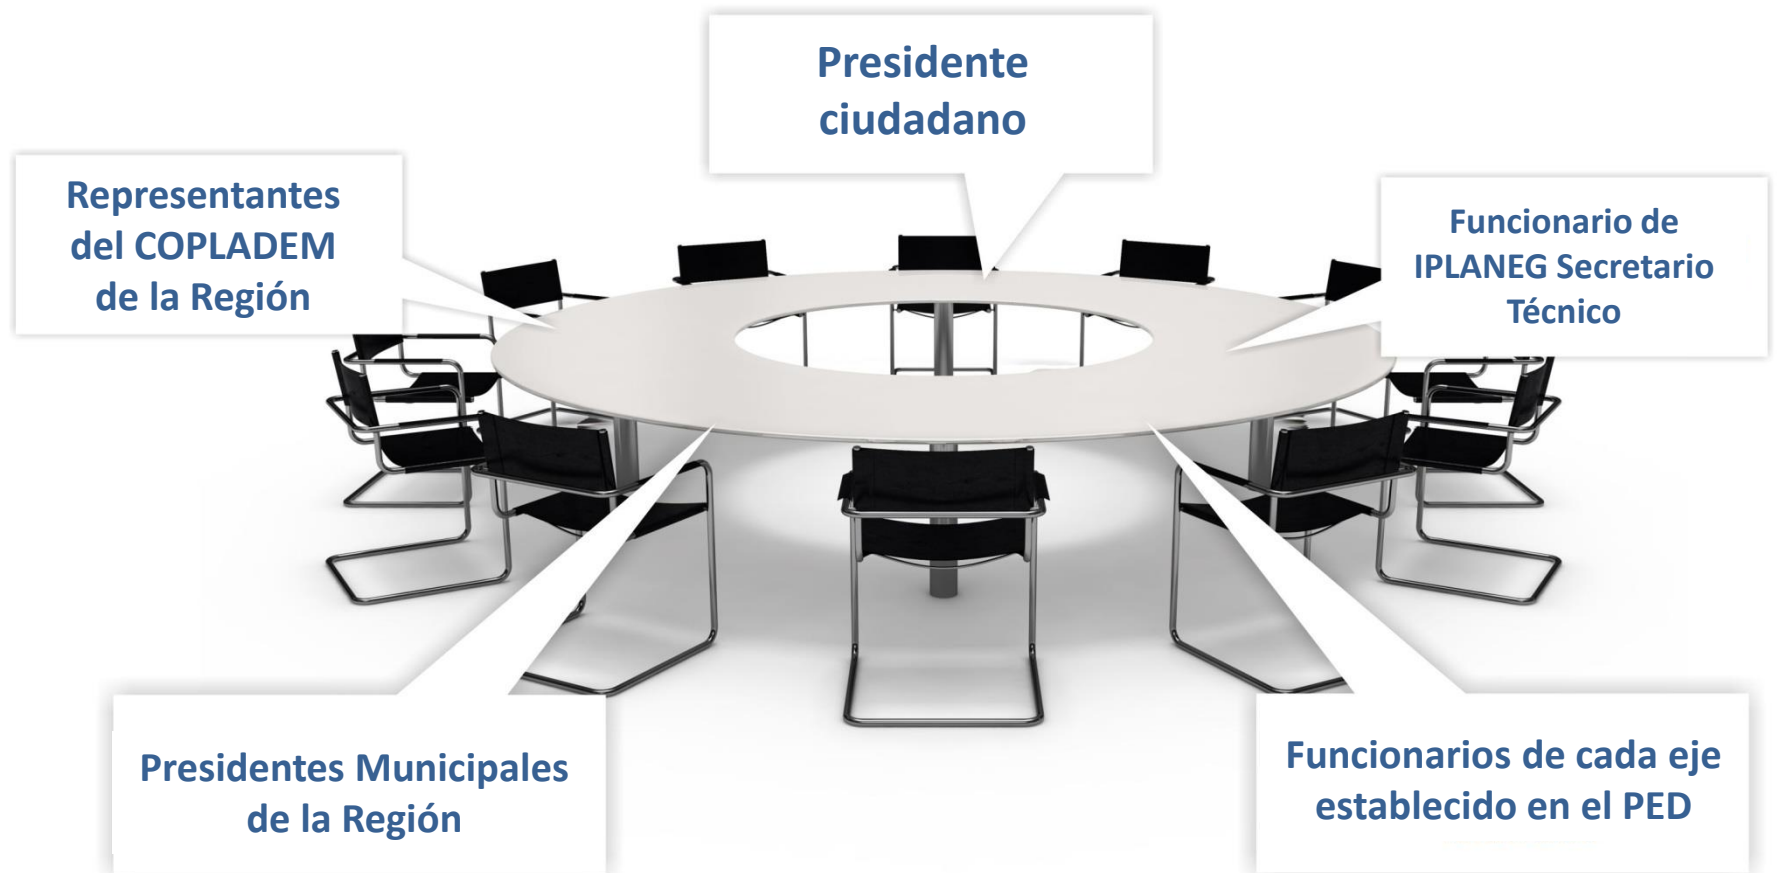 Presidente
ciudadano
Representantes
del COPLADEM
de la Región
Funcionario de
IPLANEG Secretario
Técnico
Presidentes Municipales
de la Región
Funcionarios de cada eje
establecido en el PED